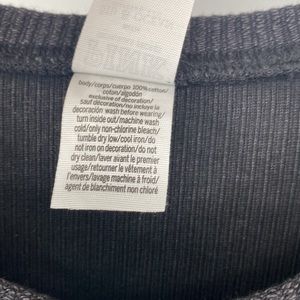 body/corps/cuerpo 100% cotton/
coton/algodón
exclusive of decoration/
saut décoration/no incluye la
decoración wash before wearing/
turn inside out/machine wash
cold/only non-chlorine bleach/
tumble dry low/cool iron/do
not iron on decoration/do not
dry clean/laver avant le premier
usage/retourner le vêtement à
l'envers/lavage machine à froid/
agent de blanchiment non chloré